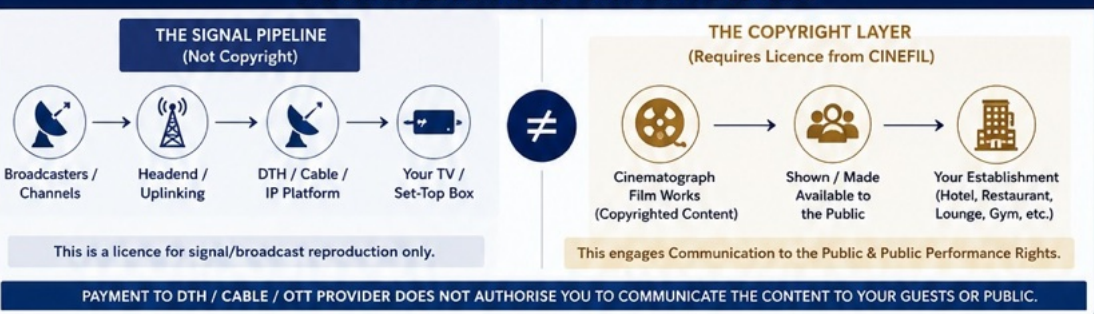 THE SIGNAL PIPELINE
(Not Copyright)
Broadcasters /
Channels
Headend /
Uplinking
DTH / Cable /
IP Platform
Your TV /
Set-Top Box
This is a licence for signal/broadcast reproduction only.
≠
THE COPYRIGHT LAYER
(Requires Licence from CINEFIL)
Cinematograph
Film Works
(Copyrighted Content)
Shown / Made
Available to
the Public
Your Establishment
(Hotel, Restaurant,
Lounge, Gym, etc.)
This engages Communication to the Public & Public Performance Rights.
PAYMENT TO DTH / CABLE / OTT PROVIDER DOES NOT AUTHORISE YOU TO COMMUNICATE THE CONTENT TO YOUR GUESTS OR PUBLIC.